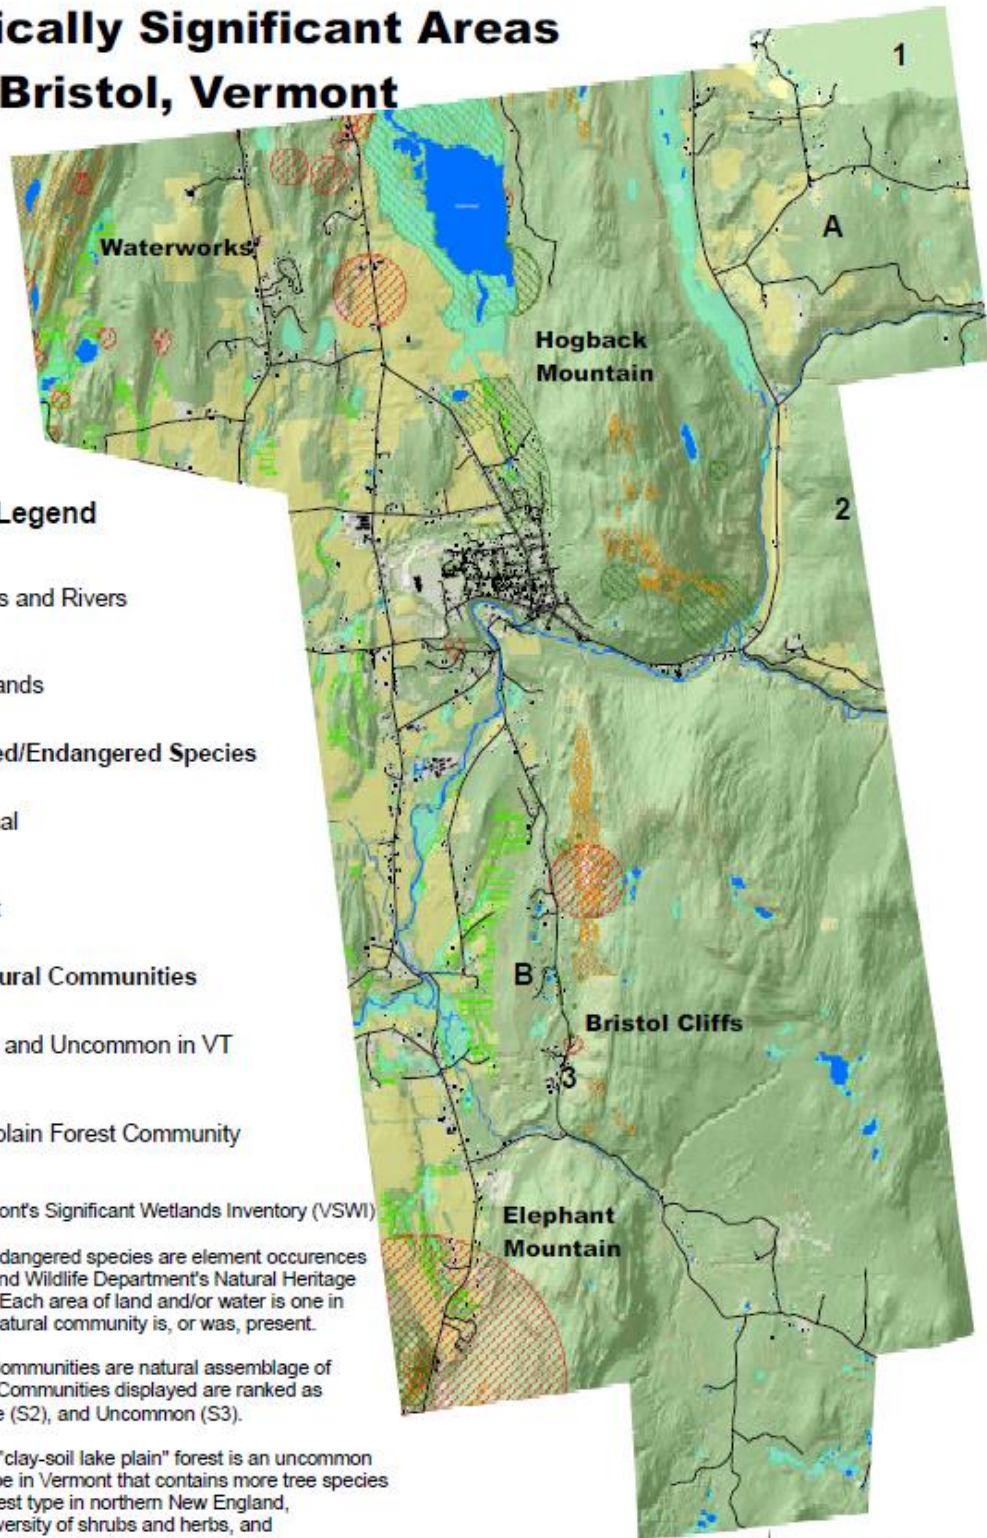 ically Significant Areas
Bristol, Vermont
1
A
Waterworks
Hogback
Mountain
2
Legend
s and Rivers
ands
ed/Endangered Species
al
ural Communities
and Uncommon in VT
B
Bristol Cliffs
3
plain Forest Community
ont's Significant Wetlands Inventory (VSWI)
Elephant
Mountain
dangered species are element occurences
nd Wildlife Department's Natural Heritage
Each area of land and/or water is one in
atural community is, or was, present.
ommunities are natural assemblage of
Communities displayed are ranked as
e (S2), and Uncommon (S3).
"clay-soil lake plain" forest is an uncommon
pe in Vermont that contains more tree species
est type in northern New England,
versity of shrubs and herbs, and